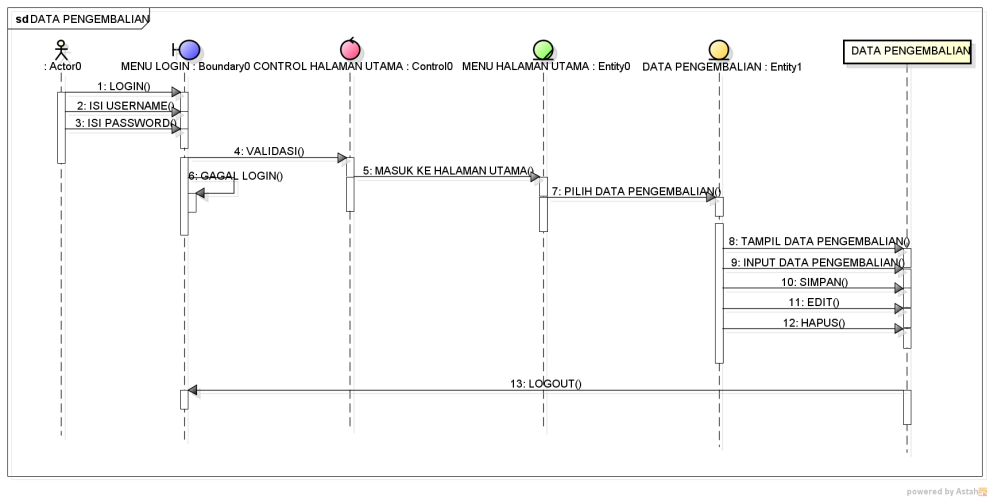 sd DATA PENGEMBALIAN
: Actor0
MENU LOGIN : Boundary0
CONTROL HALAMAN UTAMA : Control0
MENU HALAMAN UTAMA : Entity0
DATA PENGEMBALIAN : Entity1
DATA PENGEMBALIAN
1: LOGIN()
2: ISI USERNAME()
3: ISI PASSWORD()
4: VALIDASI()
5: MASUK KE HALAMAN UTAMA()
6: GAGAL LOGIN()
7: PILIH DATA PENGEMBALIAN()
8: TAMPIL DATA PENGEMBALIAN()
9: INPUT DATA PENGEMBALIAN()
10: SIMPAN()
11: EDIT()
12: HAPUS()
13: LOGOUT()
powered by Astah